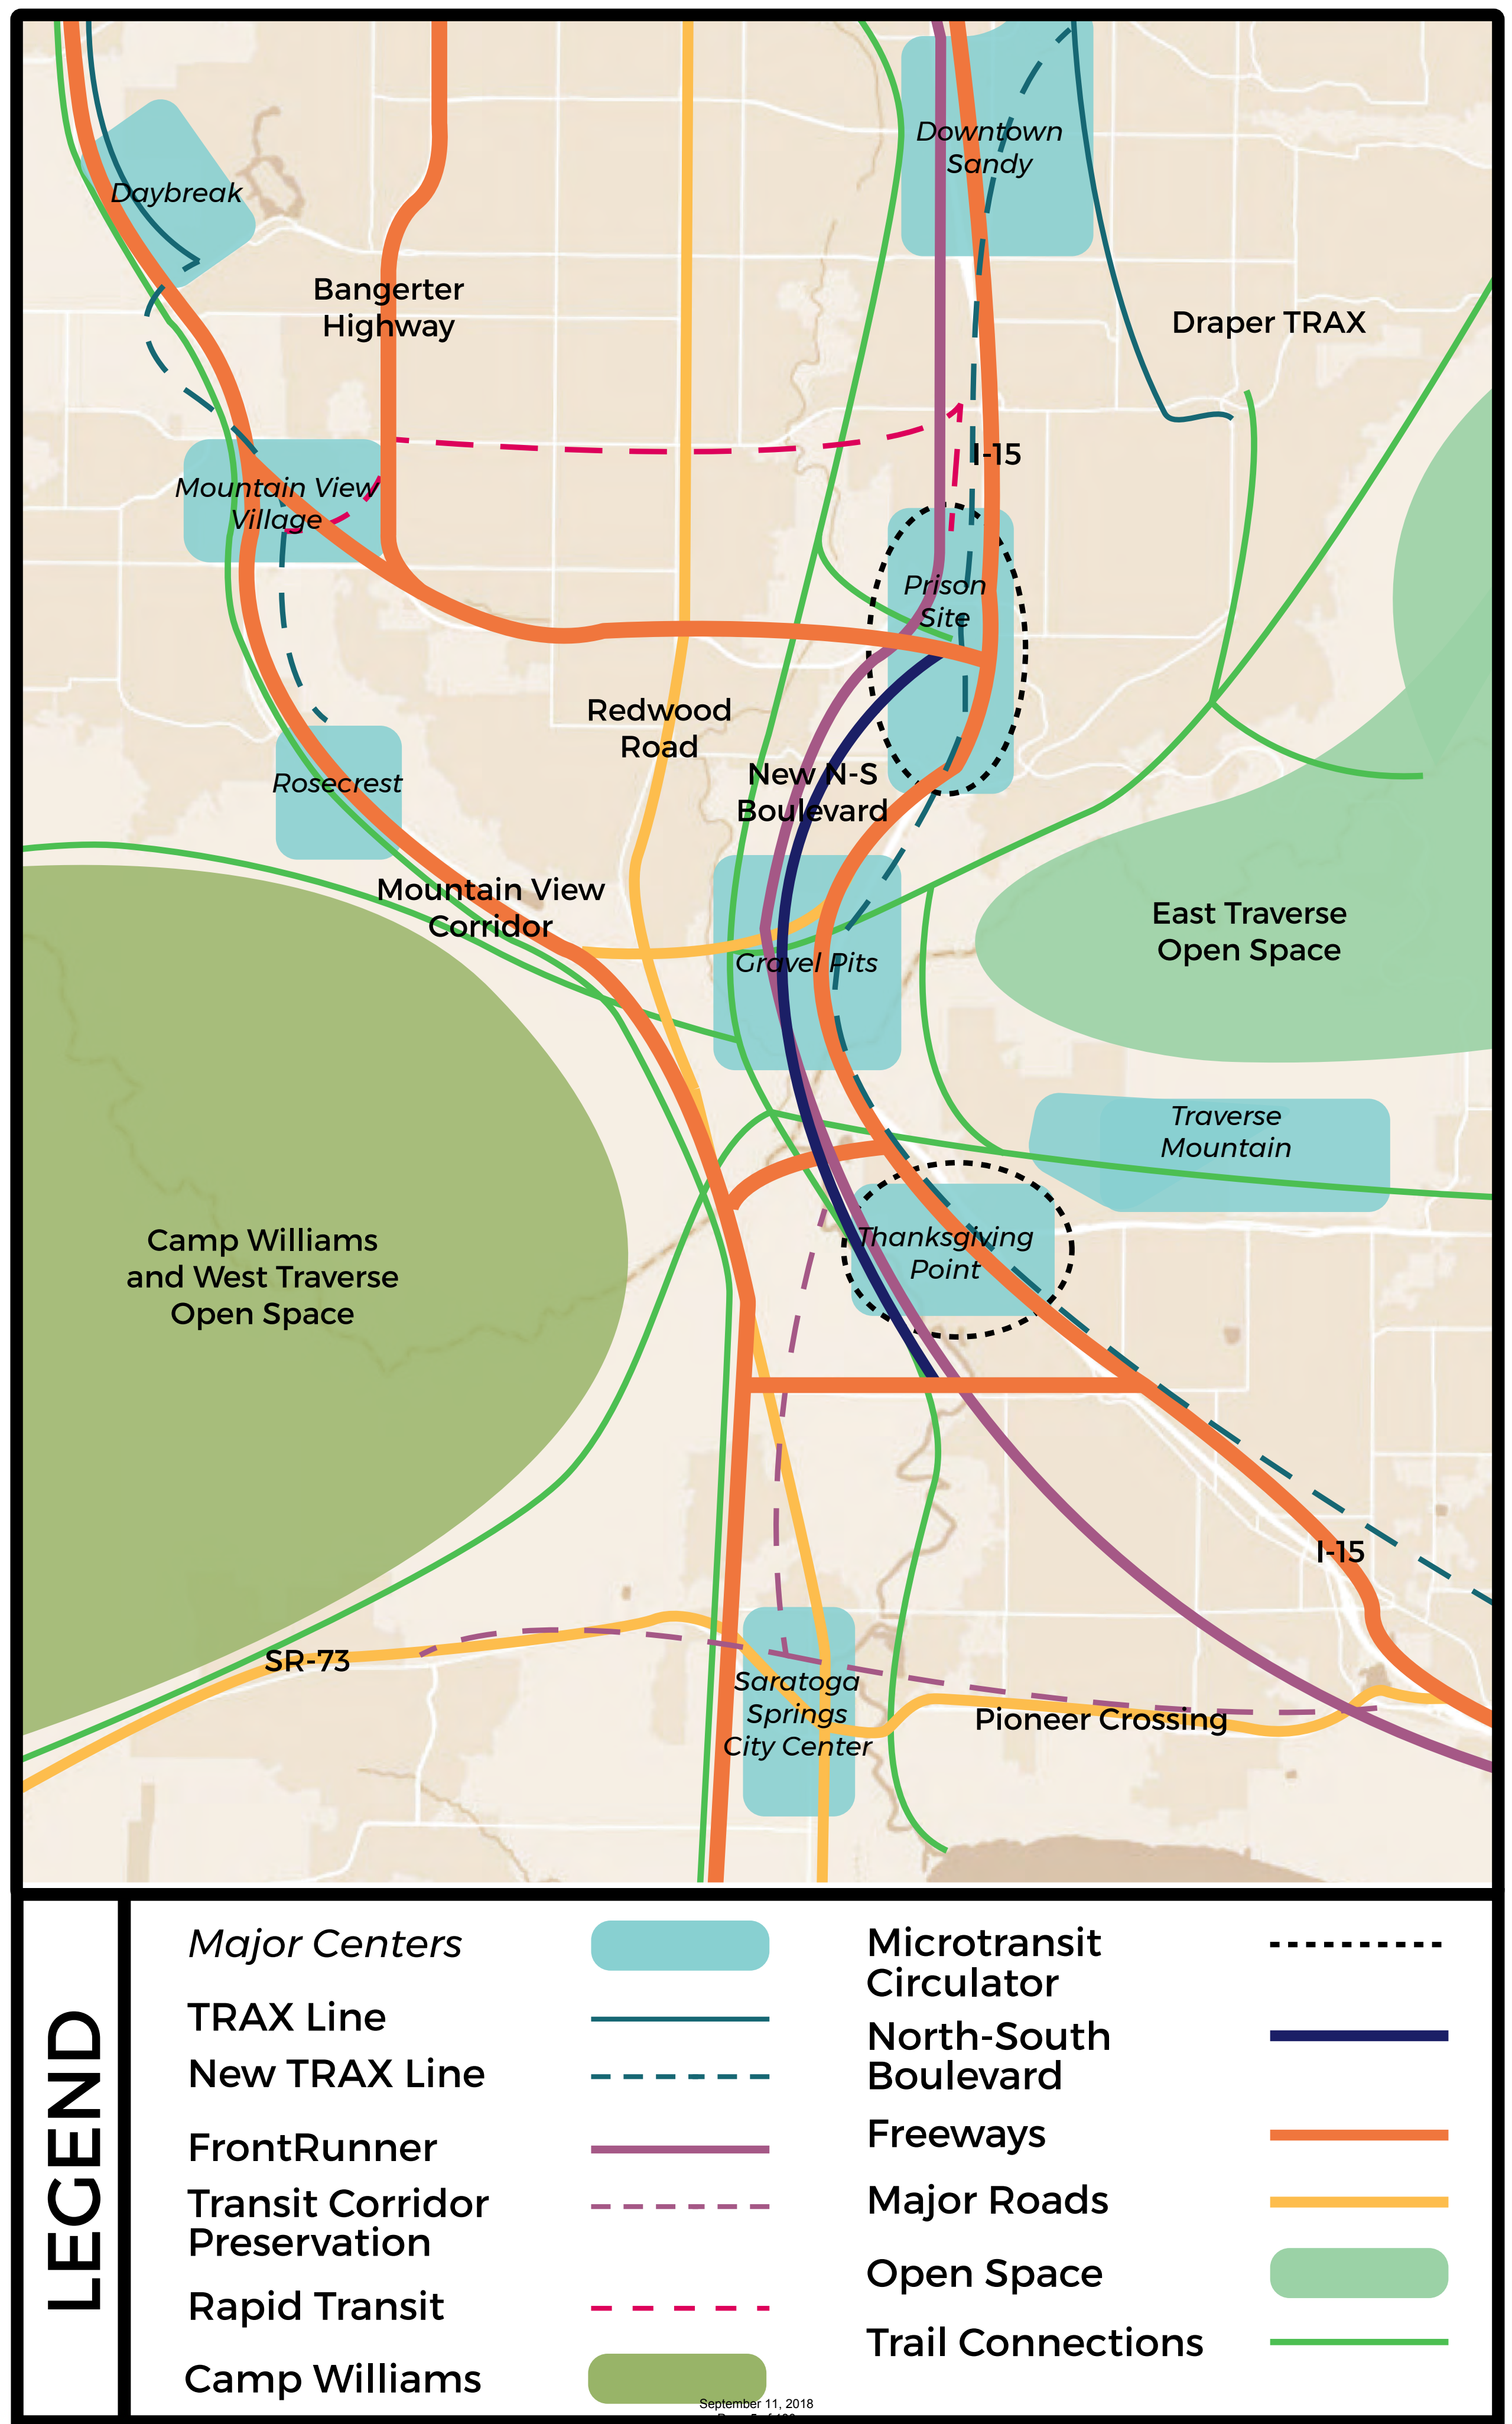 Downtown
Sandy
Daybreak
Bangerter
Highway
Draper TRAX
I-15
Mountain View
Village
Prison
Site
Redwood
Road
New N-S
Boulevard
Rosecrest
Mountain View
Corridor
East Traverse
Open Space
Gravel Pits
Traverse
Mountain
Camp Williams
and West Traverse
Open Space
Thanksgiving
Point
I-15
SR-73
Saratoga
Springs
City Center
Pioneer Crossing
LEGEND
Major Centers
TRAX Line
New TRAX Line
FrontRunner
Transit Corridor
Preservation
Rapid Transit
Camp Williams
Microtransit
Circulator
North-South
Boulevard
Freeways
Major Roads
Open Space
Trail Connections
September 11, 2018